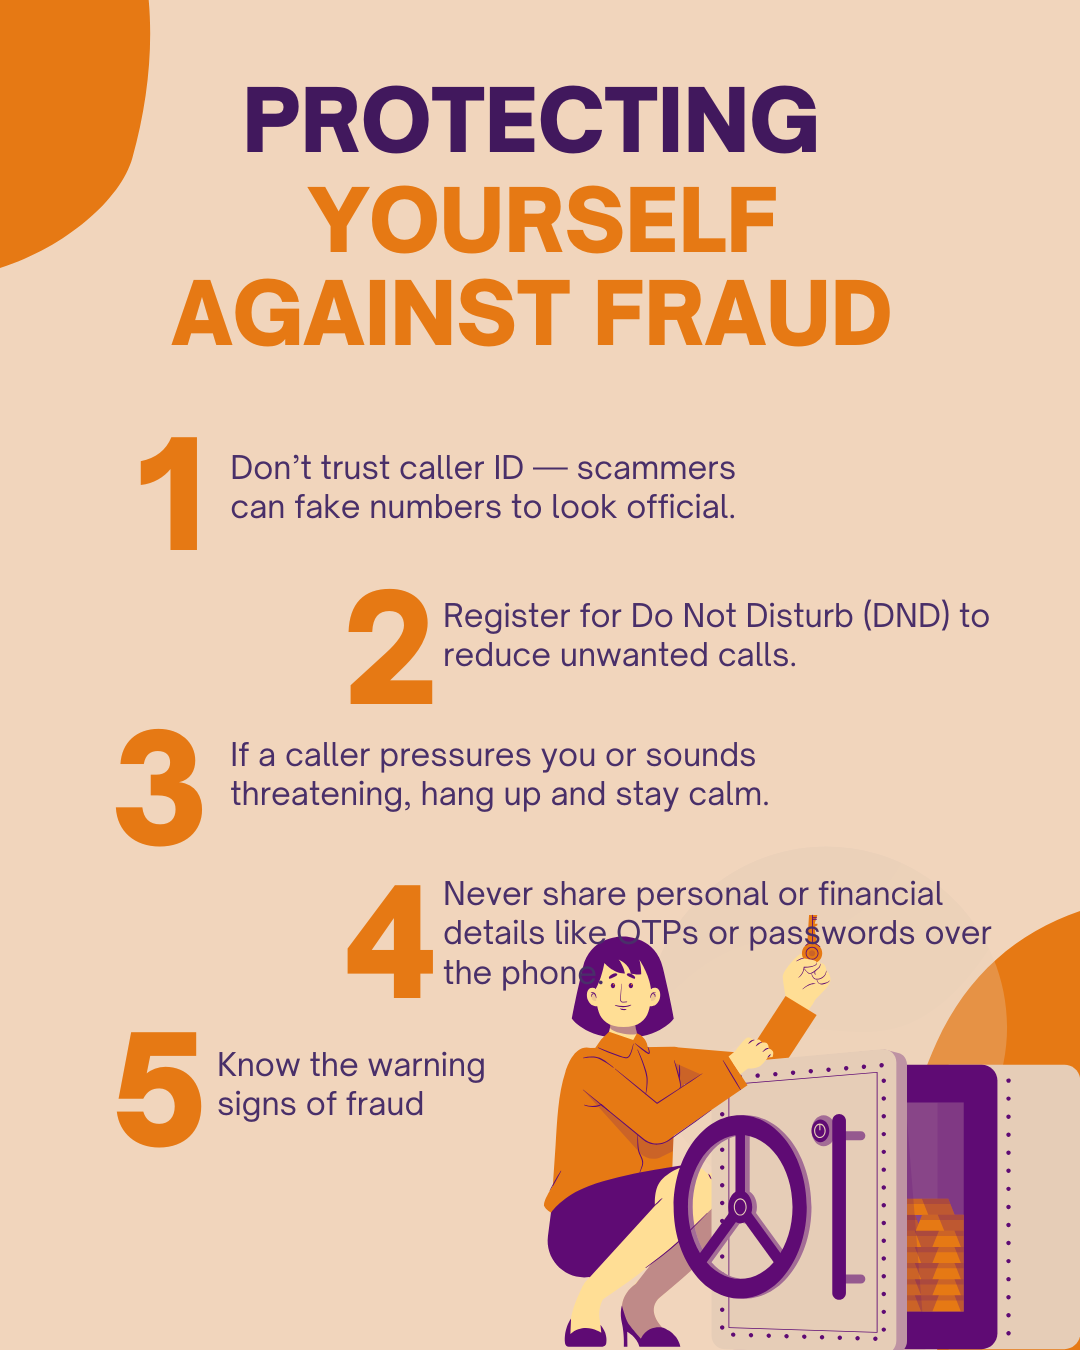 PROTECTING
YOURSELF
AGAINST FRAUD
1
Don’t trust caller ID — scammers
can fake numbers to look official.
2
Register for Do Not Disturb (DND) to
reduce unwanted calls.
3
If a caller pressures you or sounds
threatening, hang up and stay calm.
4
Never share personal or financial
details like OTPs or passwords over
the phone.
5
Know the warning
signs of fraud